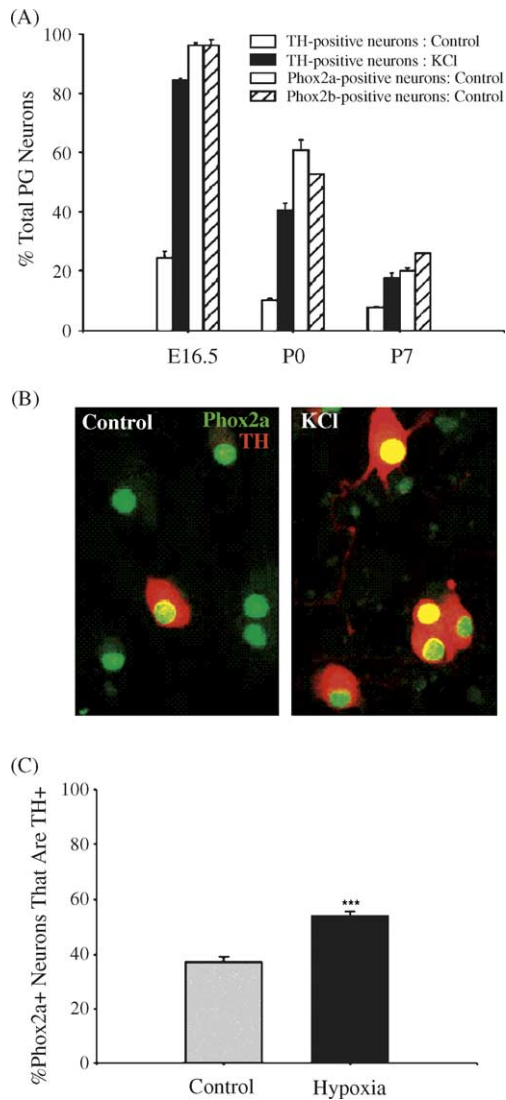 (A)
TH-positive neurons : Control
TH-positive neurons : KCl
Phox2a-positive neurons: Control
Phox2b-positive neurons: Control
% Total PG Neurons
100
80
60
40
20
0
E16.5 P0 P7
(B)
Control Phox2a
TH
KCl
(C)
%Phox2a+ Neurons That Are TH+
100
80
60
***
40
20
0
Control Hypoxia